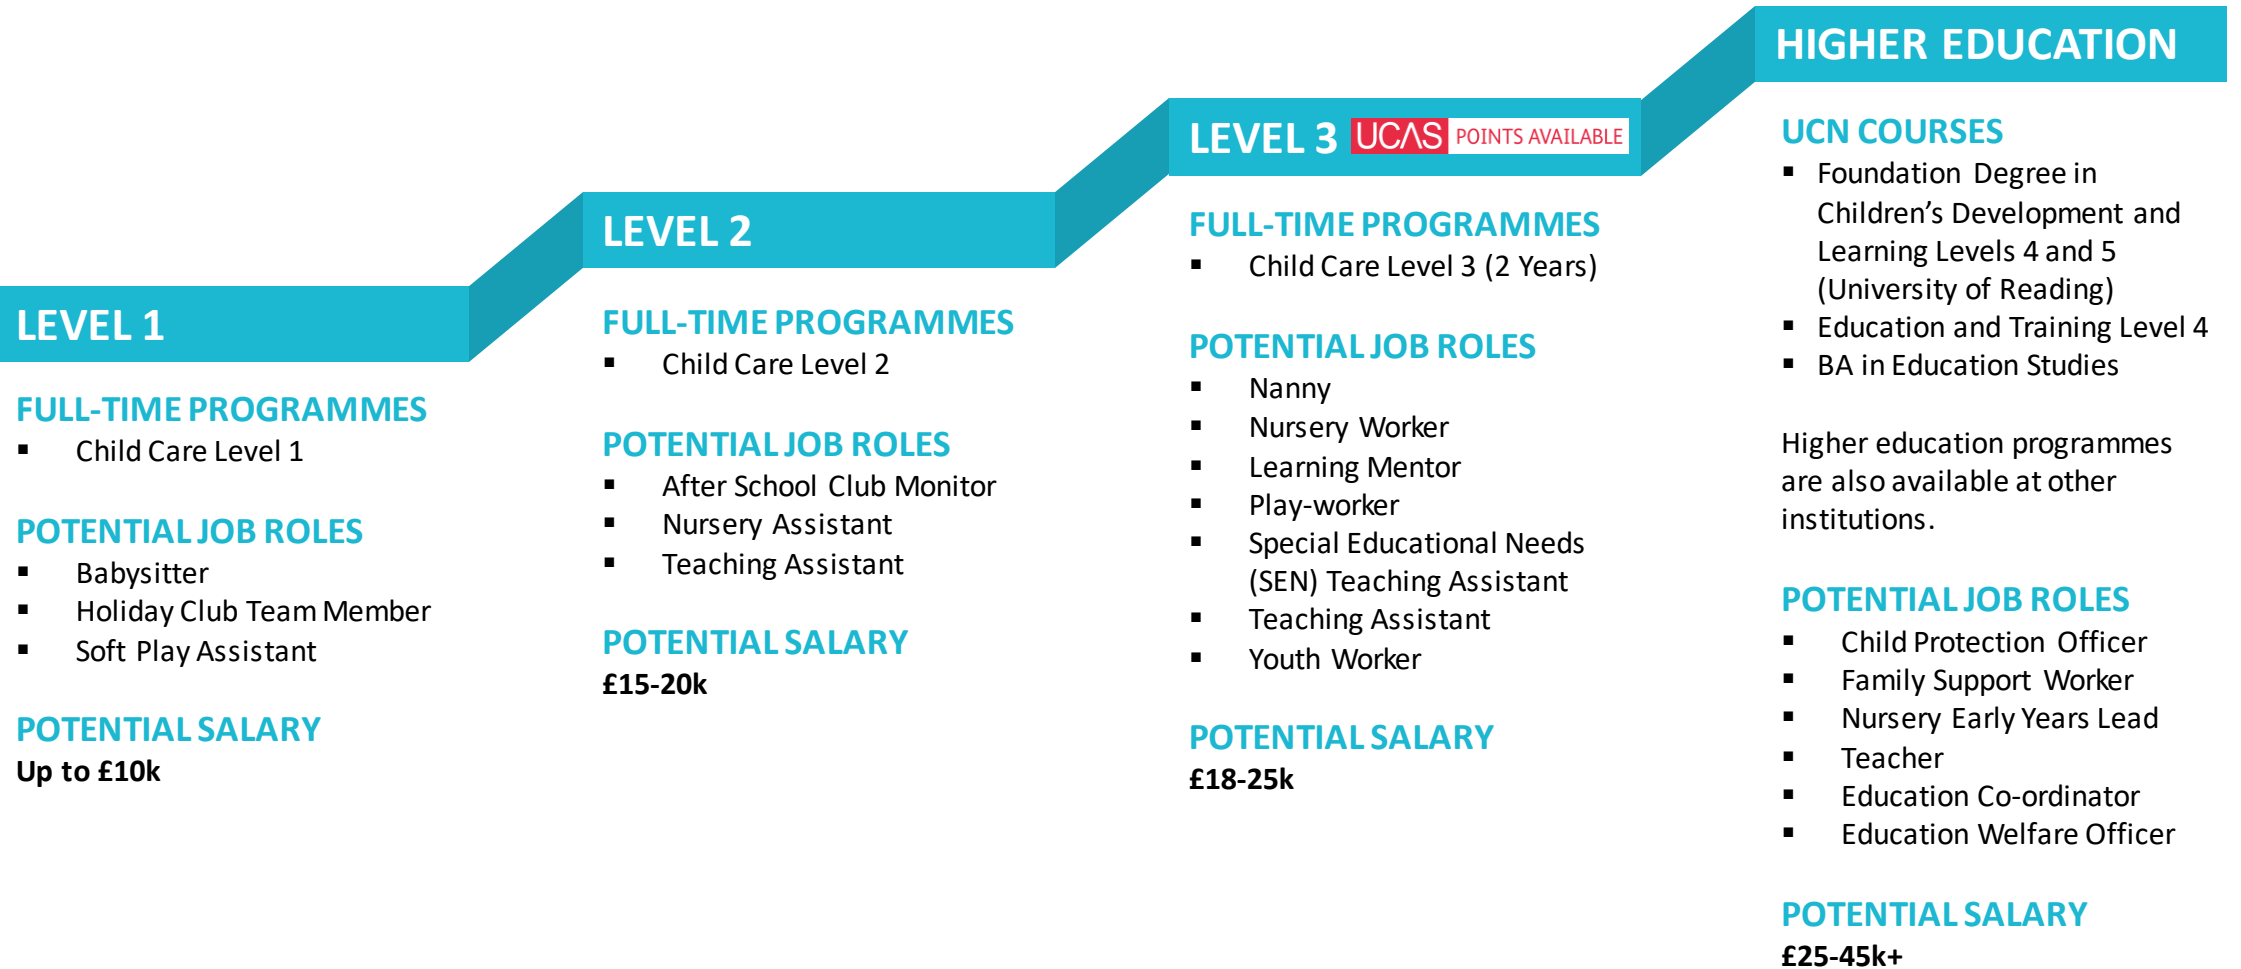 LEVEL 1
FULL-TIME PROGRAMMES
▪ Child Care Level 1
POTENTIAL JOB ROLES
▪ Babysitter
▪ Holiday Club Team Member
▪ Soft Play Assistant
POTENTIAL SALARY
Up to £10k
LEVEL 2
FULL-TIME PROGRAMMES
▪ Child Care Level 2
POTENTIAL JOB ROLES
▪ After School Club Monitor
▪ Nursery Assistant
▪ Teaching Assistant
POTENTIAL SALARY
£15-20k
LEVEL 3 UCAS POINTS AVAILABLE
FULL-TIME PROGRAMMES
▪ Child Care Level 3 (2 Years)
POTENTIAL JOB ROLES
▪ Nanny
▪ Nursery Worker
▪ Learning Mentor
▪ Play-worker
▪ Special Educational Needs
(SEN) Teaching Assistant
▪ Teaching Assistant
▪ Youth Worker
POTENTIAL SALARY
£18-25k
HIGHER EDUCATION
UCN COURSES
▪ Foundation Degree in
Children’s Development and
Learning Levels 4 and 5
(University of Reading)
▪ Education and Training Level 4
▪ BA in Education Studies
Higher education programmes
are also available at other
institutions.
POTENTIAL JOB ROLES
▪ Child Protection Officer
▪ Family Support Worker
▪ Nursery Early Years Lead
▪ Teacher
▪ Education Co-ordinator
▪ Education Welfare Officer
POTENTIAL SALARY
£25-45k+